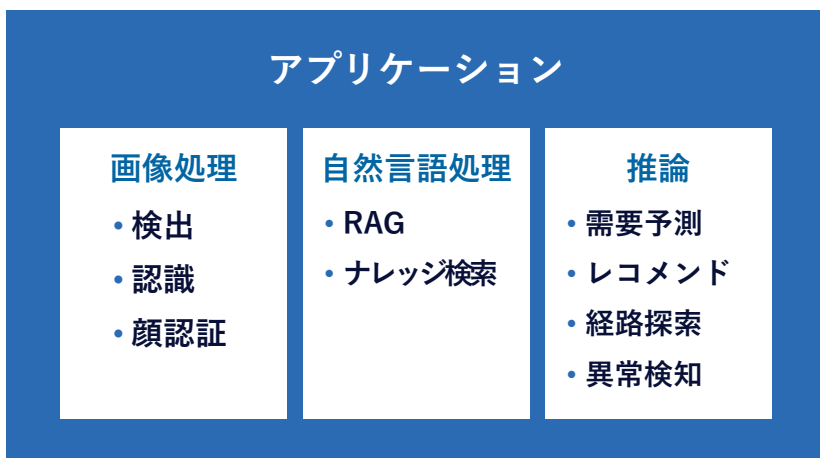 アプリケーション
画像処理
・検出
・認識
・顔認証
自然言語処理
・RAG
・ナレッジ検索
推論
・需要予測
・レコメンド
・経路探索
・異常検知